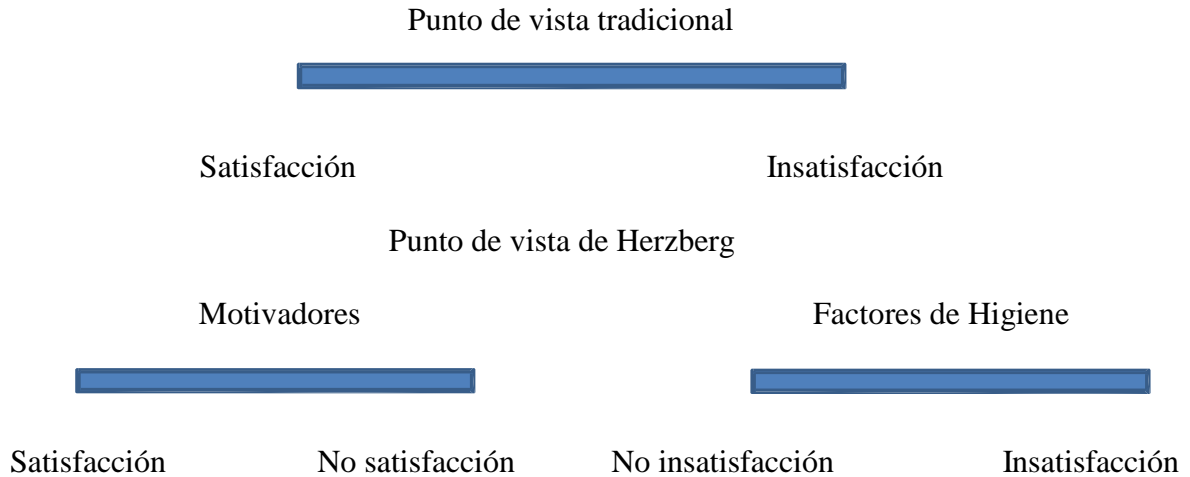 Punto de vista tradicional
Satisfacción Insatisfacción
Punto de vista de Herzberg
Motivadores Factores de Higiene
Satisfacción No satisfacción No insatisfacción Insatisfacción